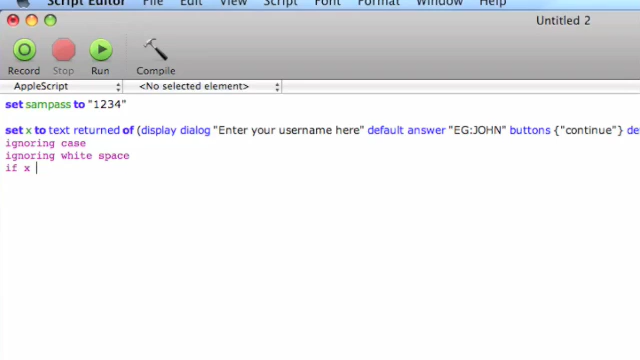 Script Editor File Edit View Script Font Format Window Help
Untitled 2
Record Stop Run Compile
AppleScript <No selected element>
set sampass to "1234"
set x to text returned of (display dialog "Enter your username here" default answer "EG:JOHN" buttons {"continue"} de
ignoring case
ignoring white space
if x